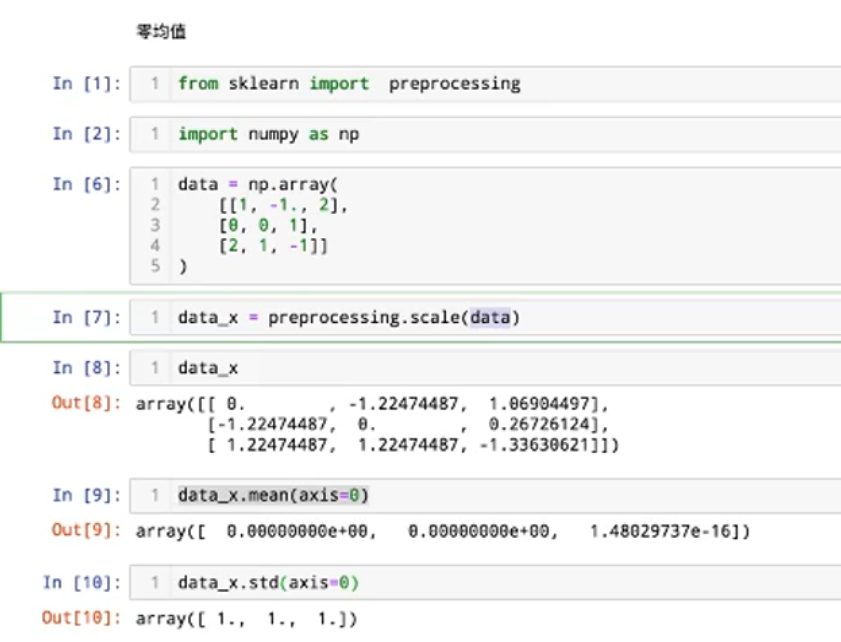 零均值
In [1]: 1 from sklearn import  preprocessing
In [2]: 1 import numpy as np
In [6]: 1 data = np.array(
2     [[1, -1., 2],
3     [0, 0, 1],
4     [2, 1, -1]]
5 )
In [7]: 1 data_x = preprocessing.scale(data)
In [8]: 1 data_x
Out[8]: array([[ 0.        , -1.22474487,  1.06904497],
       [-1.22474487,  0.        ,  0.26726124],
       [ 1.22474487,  1.22474487, -1.33630621]])
In [9]: 1 data_x.mean(axis=0)
Out[9]: array([  0.00000000e+00,   0.00000000e+00,   1.48029737e-16])
In [10]: 1 data_x.std(axis=0)
Out[10]: array([ 1.,  1.,  1.])